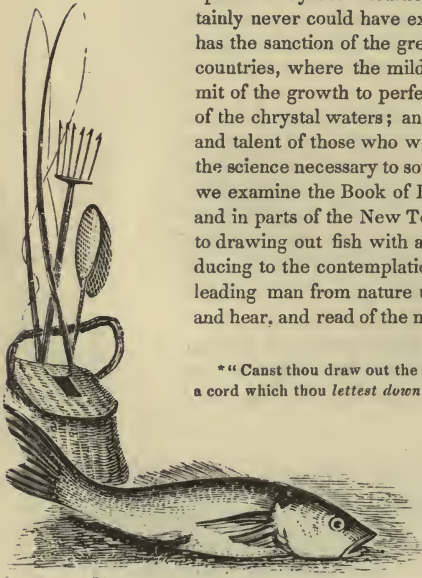 tainly never could have ex
has the sanction of the gre
countries, where the mild
mit of the growth to perfe
of the chrystal waters; an
and talent of those who w
the science necessary to so
we examine the Book of
and in parts of the New Te
to drawing out fish with a
ducing to the contemplatio
leading man from nature u
and hear, and read of the n
*"Canst thou draw out the
a cord which thou lettest down